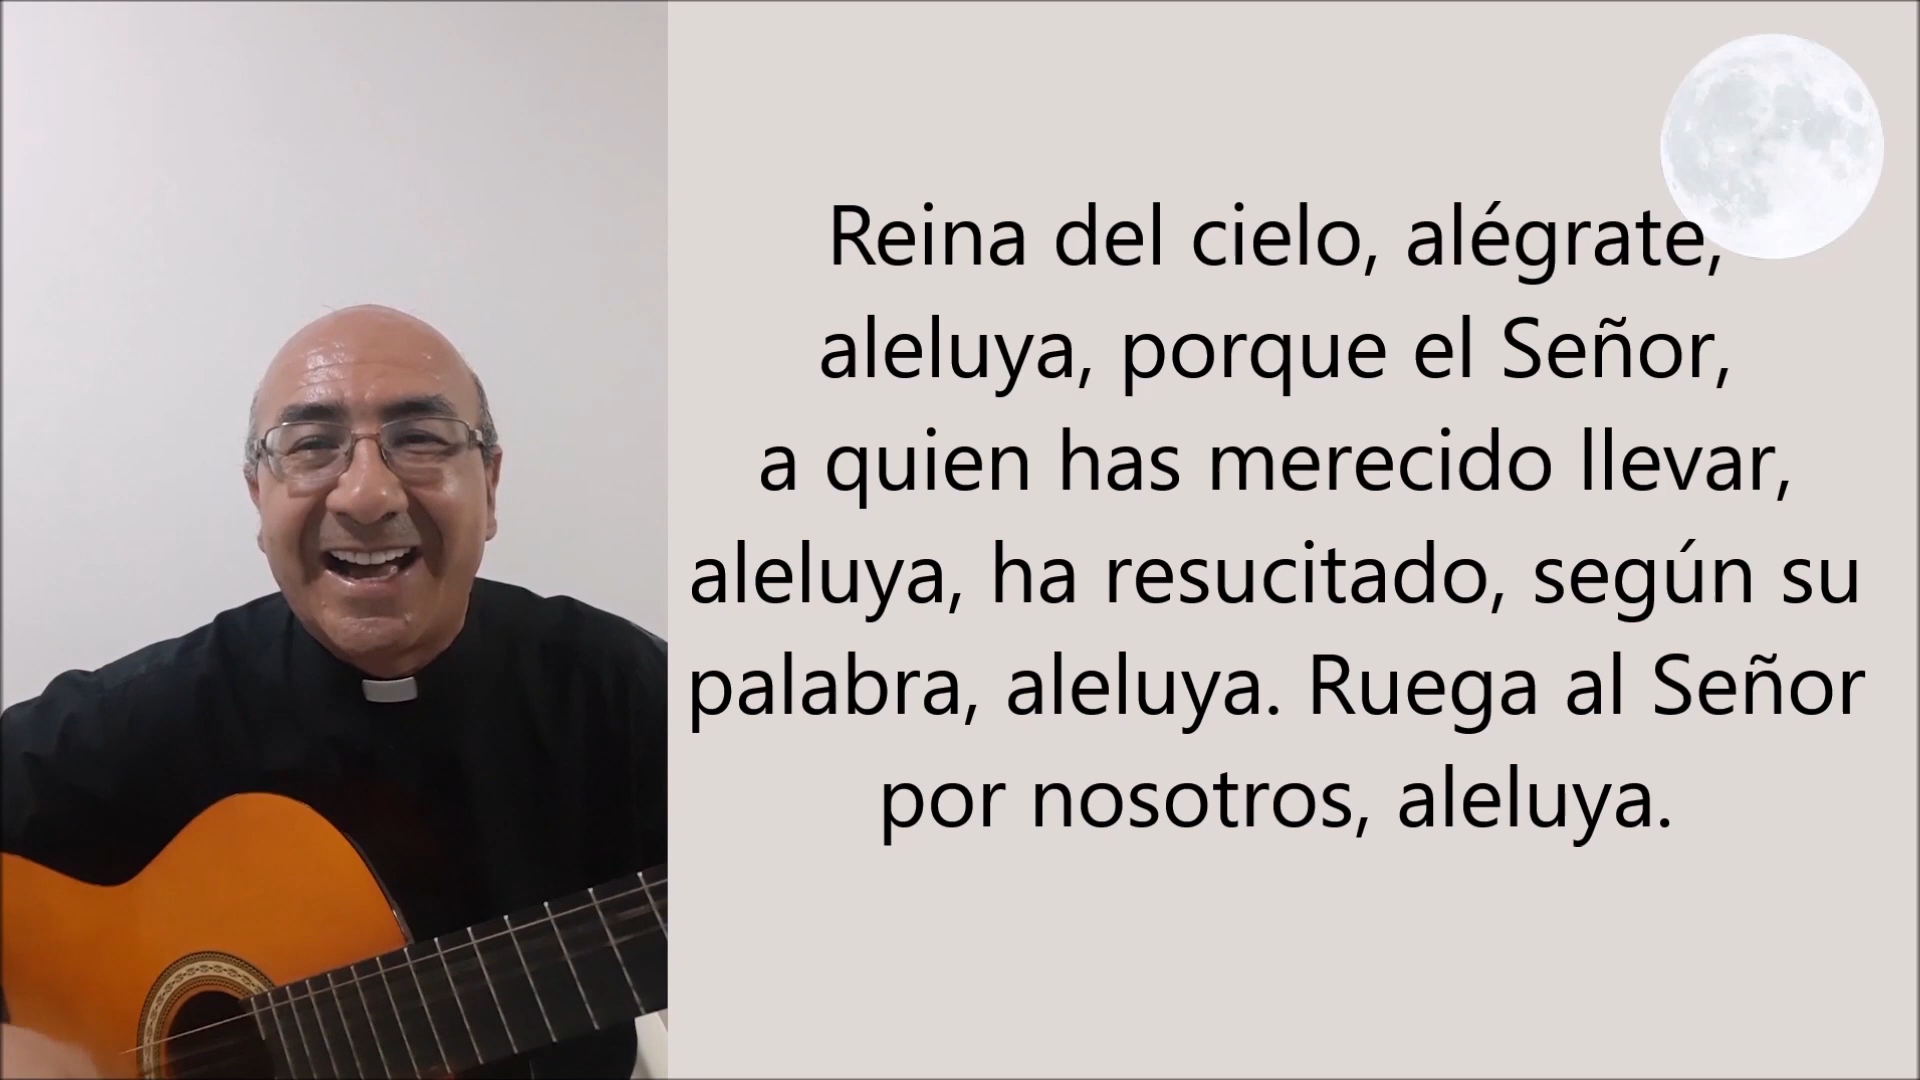 Reina del cielo, alégrate,
aleluya, porque el Señor,
a quien has merecido llevar,
aleluya, ha resucitado, según su
palabra, aleluya. Ruega al Señor
por nosotros, aleluya.